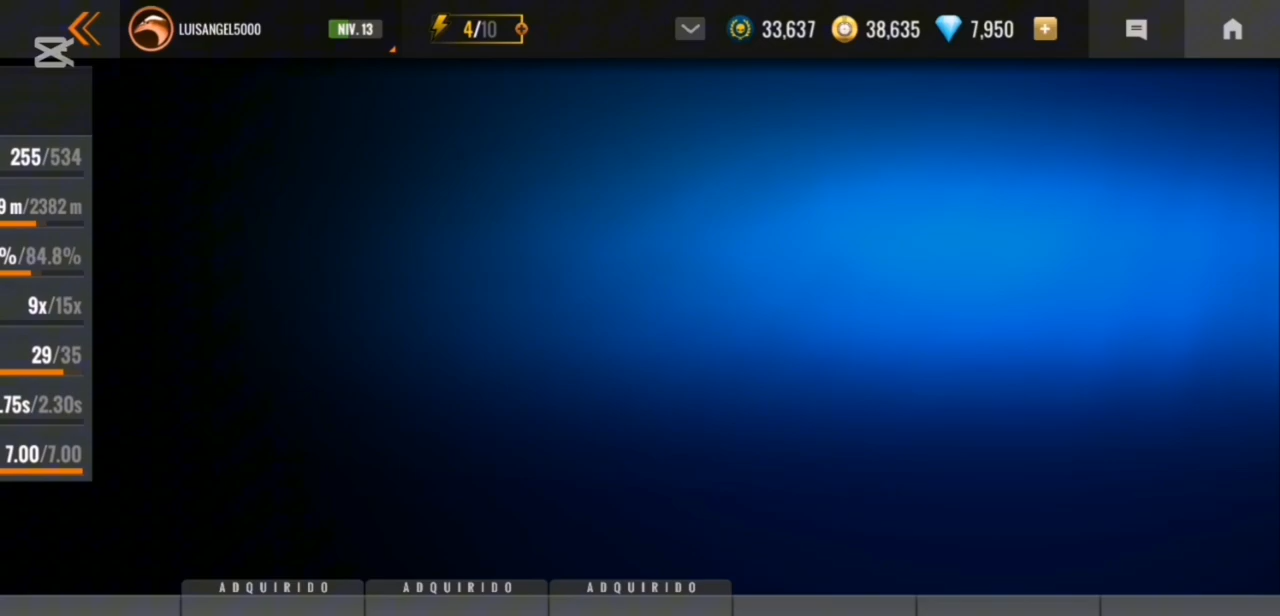 LUISANGEL5000 NIV. 13 4/10 33,637 38,635 7,950
255/534
9 m/2382 m
%/84.8%
9x/15x
29/35
.75s/2.30s
7.00/7.00
ADQUIRIDO ADQUIRIDO ADQUIRIDO